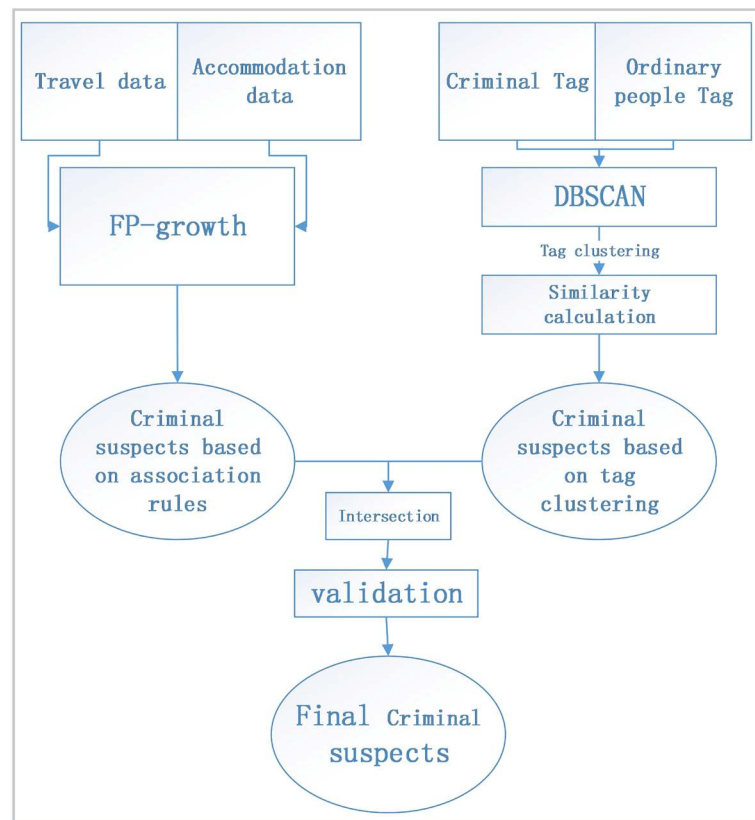 Travel data
Accommodation
data
Criminal Tag
Ordinary
people Tag
FP-growth
DBSCAN
Tag clustering
Similarity
calculation
Criminal
suspects based
on association
rules
Criminal
suspects based
on tag
clustering
Intersection
validation
Final Criminal
suspects